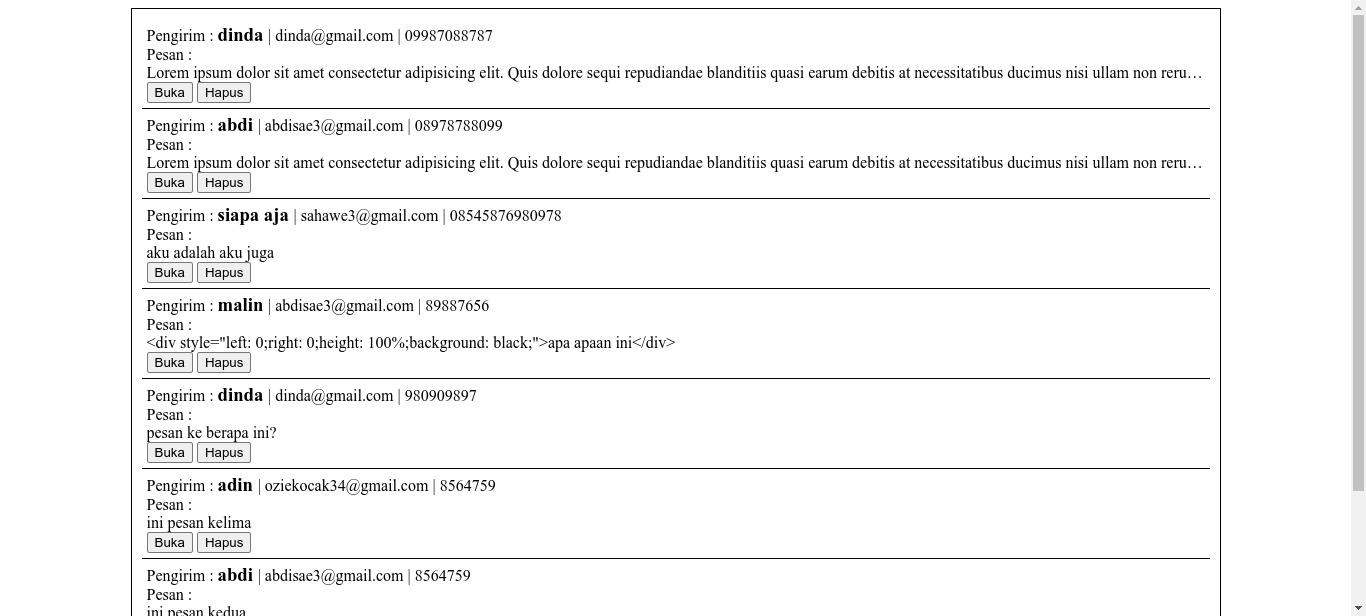 Pengirim : dinda | dinda@gmail.com | 09987088787
Pesan :
Lorem ipsum dolor sit amet consectetur adipisicing elit. Quis dolore sequi repudiandae blanditiis quasi earum debitis at necessitatibus ducimus nisi ullam non reru…
Buka Hapus
Pengirim : abdi | abdisae3@gmail.com | 08978788099
Pesan :
Lorem ipsum dolor sit amet consectetur adipisicing elit. Quis dolore sequi repudiandae blanditiis quasi earum debitis at necessitatibus ducimus nisi ullam non reru…
Buka Hapus
Pengirim : siapa aja | sahawe3@gmail.com | 08545876980978
Pesan :
aku adalah aku juga
Buka Hapus
Pengirim : malin | abdisae3@gmail.com | 89887656
Pesan :
<div style="left: 0;right: 0;height: 100%;background: black;">apa apaan ini</div>
Buka Hapus
Pengirim : dinda | dinda@gmail.com | 980909897
Pesan :
pesan ke berapa ini?
Buka Hapus
Pengirim : adin | oziekocak34@gmail.com | 8564759
Pesan :
ini pesan kelima
Buka Hapus
Pengirim : abdi | abdisae3@gmail.com | 8564759
Pesan :
ini pesan kedua